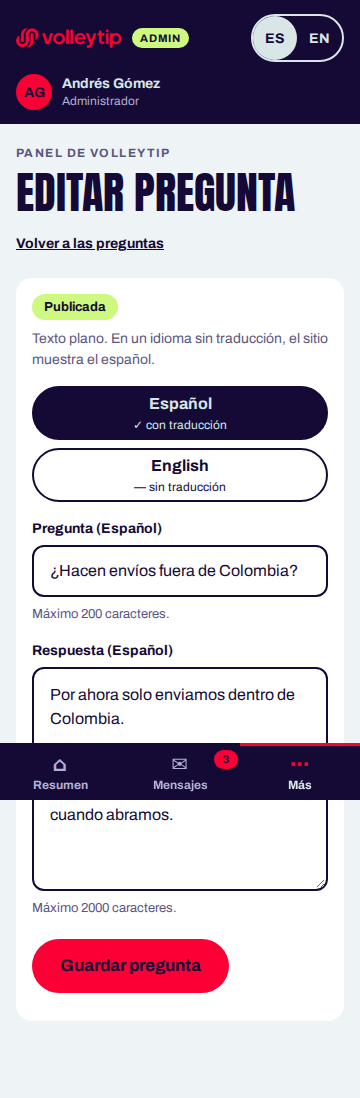 volleytip ADMIN ES EN
AG Andrés Gómez
Administrador
PANEL DE VOLLEYTIP
EDITAR PREGUNTA
Volver a las preguntas
Publicada
Texto plano. En un idioma sin traducción, el sitio
muestra el español.
Español
✓ con traducción
English
— sin traducción
Pregunta (Español)
¿Hacen envíos fuera de Colombia?
Máximo 200 caracteres.
Respuesta (Español)
Por ahora solo enviamos dentro de
Colombia.
3
Resumen Mensajes Más
cuando abramos.
Máximo 2000 caracteres.
Guardar pregunta